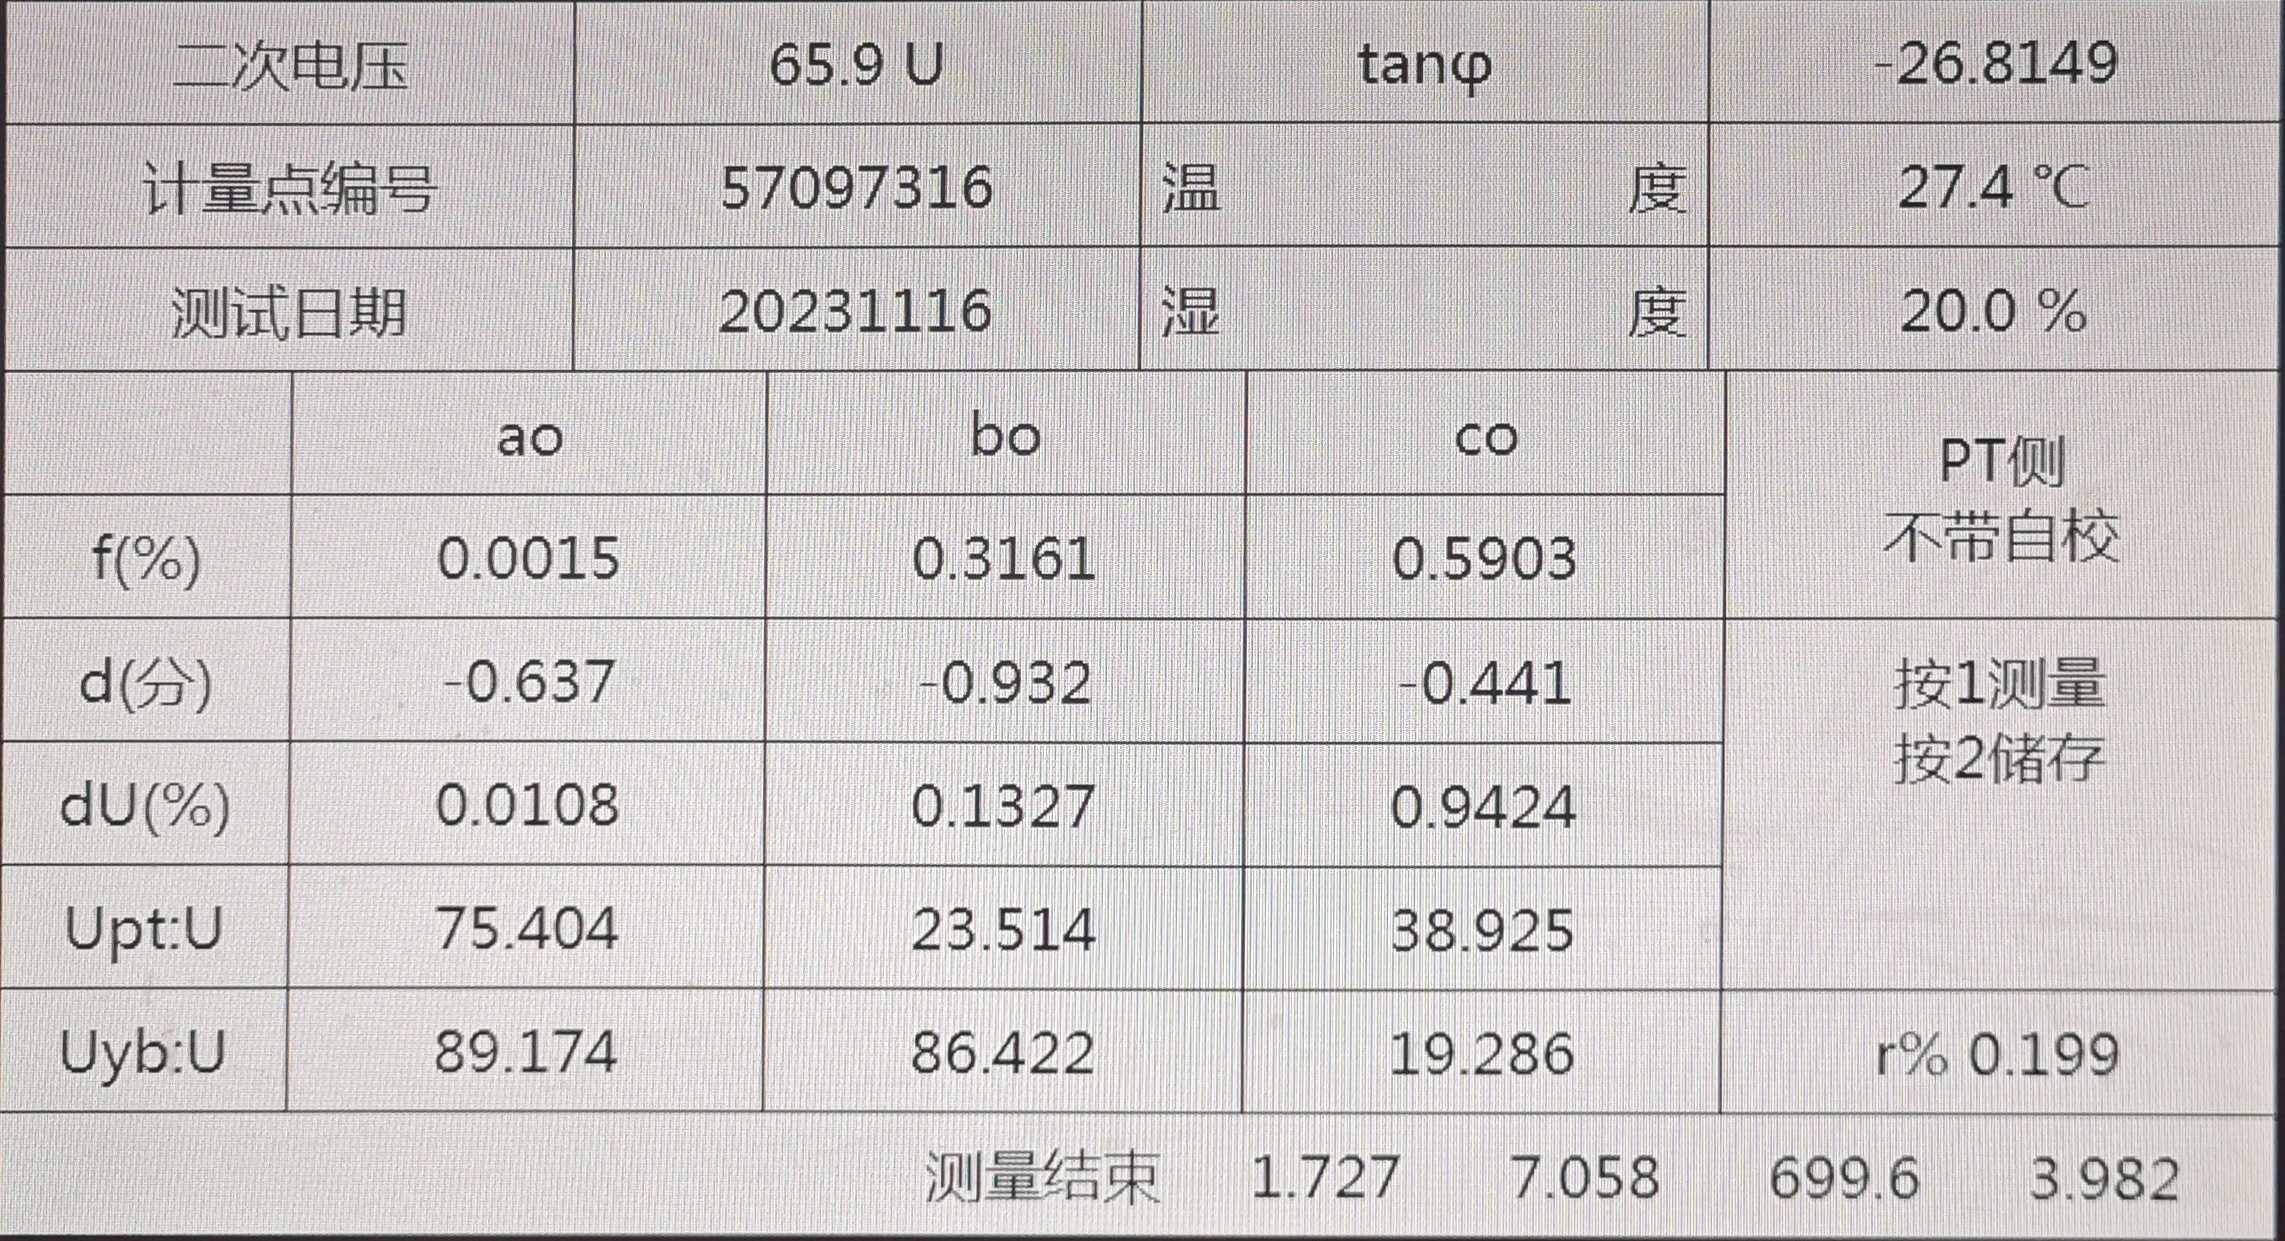 二次电压 65.9 U tanφ -26.8149
计量点编号 57097316 温 度 27.4 ℃
测试日期 20231116 湿 度 20.0 %
ao bo co PT侧
不带自校
f(%) 0.0015 0.3161 0.5903
d(分) -0.637 -0.932 -0.441 按1测量
按2储存
dU(%) 0.0108 0.1327 0.9424
Upt:U 75.404 23.514 38.925
Uyb:U 89.174 86.422 19.286 r% 0.199
测量结束 1.727 7.058 699.6 3.982